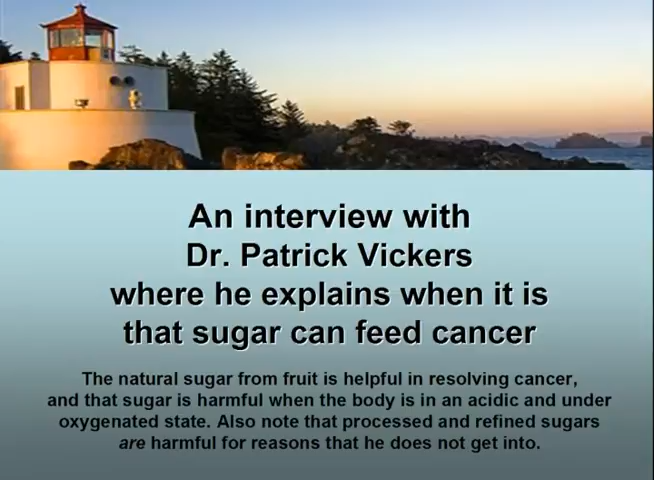 An interview with
Dr. Patrick Vickers
where he explains when it is
that sugar can feed cancer
The natural sugar from fruit is helpful in resolving cancer,
and that sugar is harmful when the body is in an acidic and under
oxygenated state. Also note that processed and refined sugars
are harmful for reasons that he does not get into.